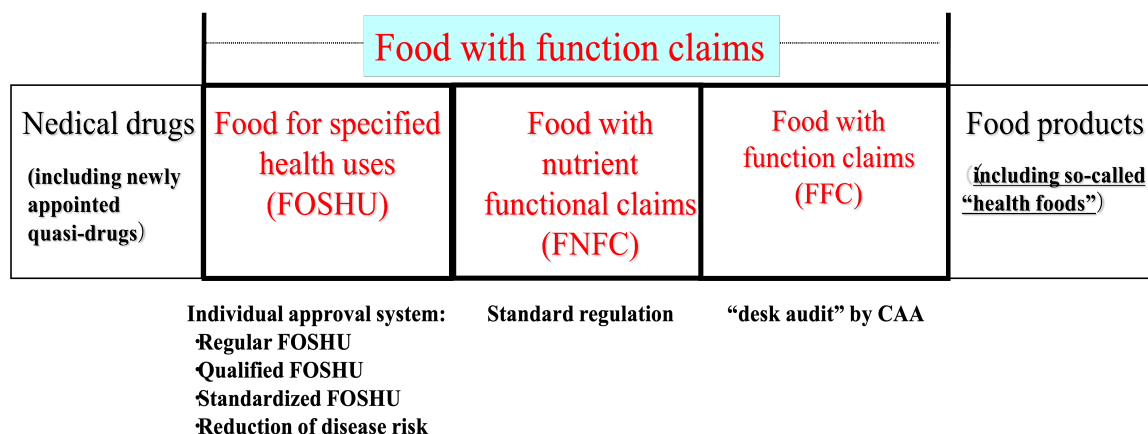 Food with function claims
Nedical drugs
(including newly
appointed
quasi-drugs)
Food for specified
health uses
(FOSHU)
Food with
nutrient
functional claims
(FNFC)
Food with
function claims
(FFC)
Food products
(including so-called
“health foods”)
Individual approval system:
·Regular FOSHU
·Qualified FOSHU
·Standardized FOSHU
·Reduction of disease risk
Standard regulation
“desk audit” by CAA